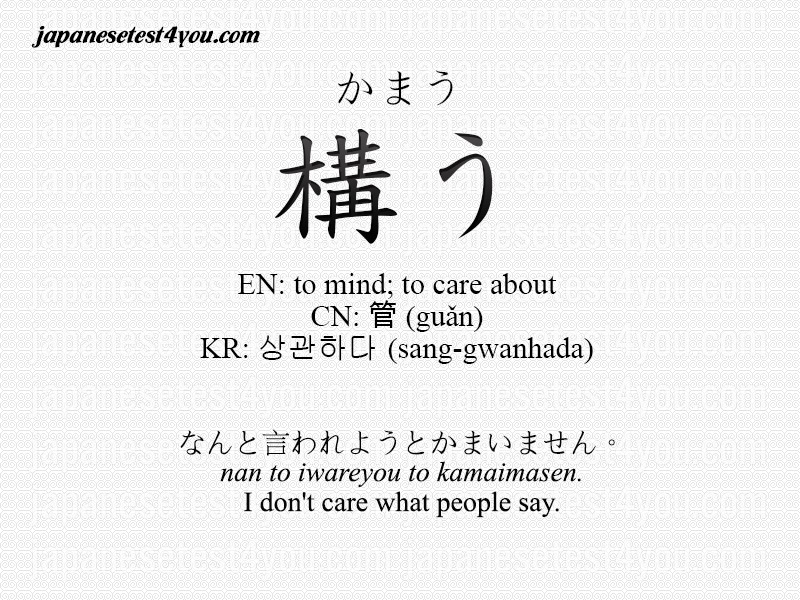 japanesetest4you.com
かまう
構う
EN: to mind; to care about
CN: 管 (guǎn)
KR: 상관하다 (sang-gwanhada)
なんと言われようとかまいません。
nan to iwareyou to kamaimasen.
I don't care what people say.